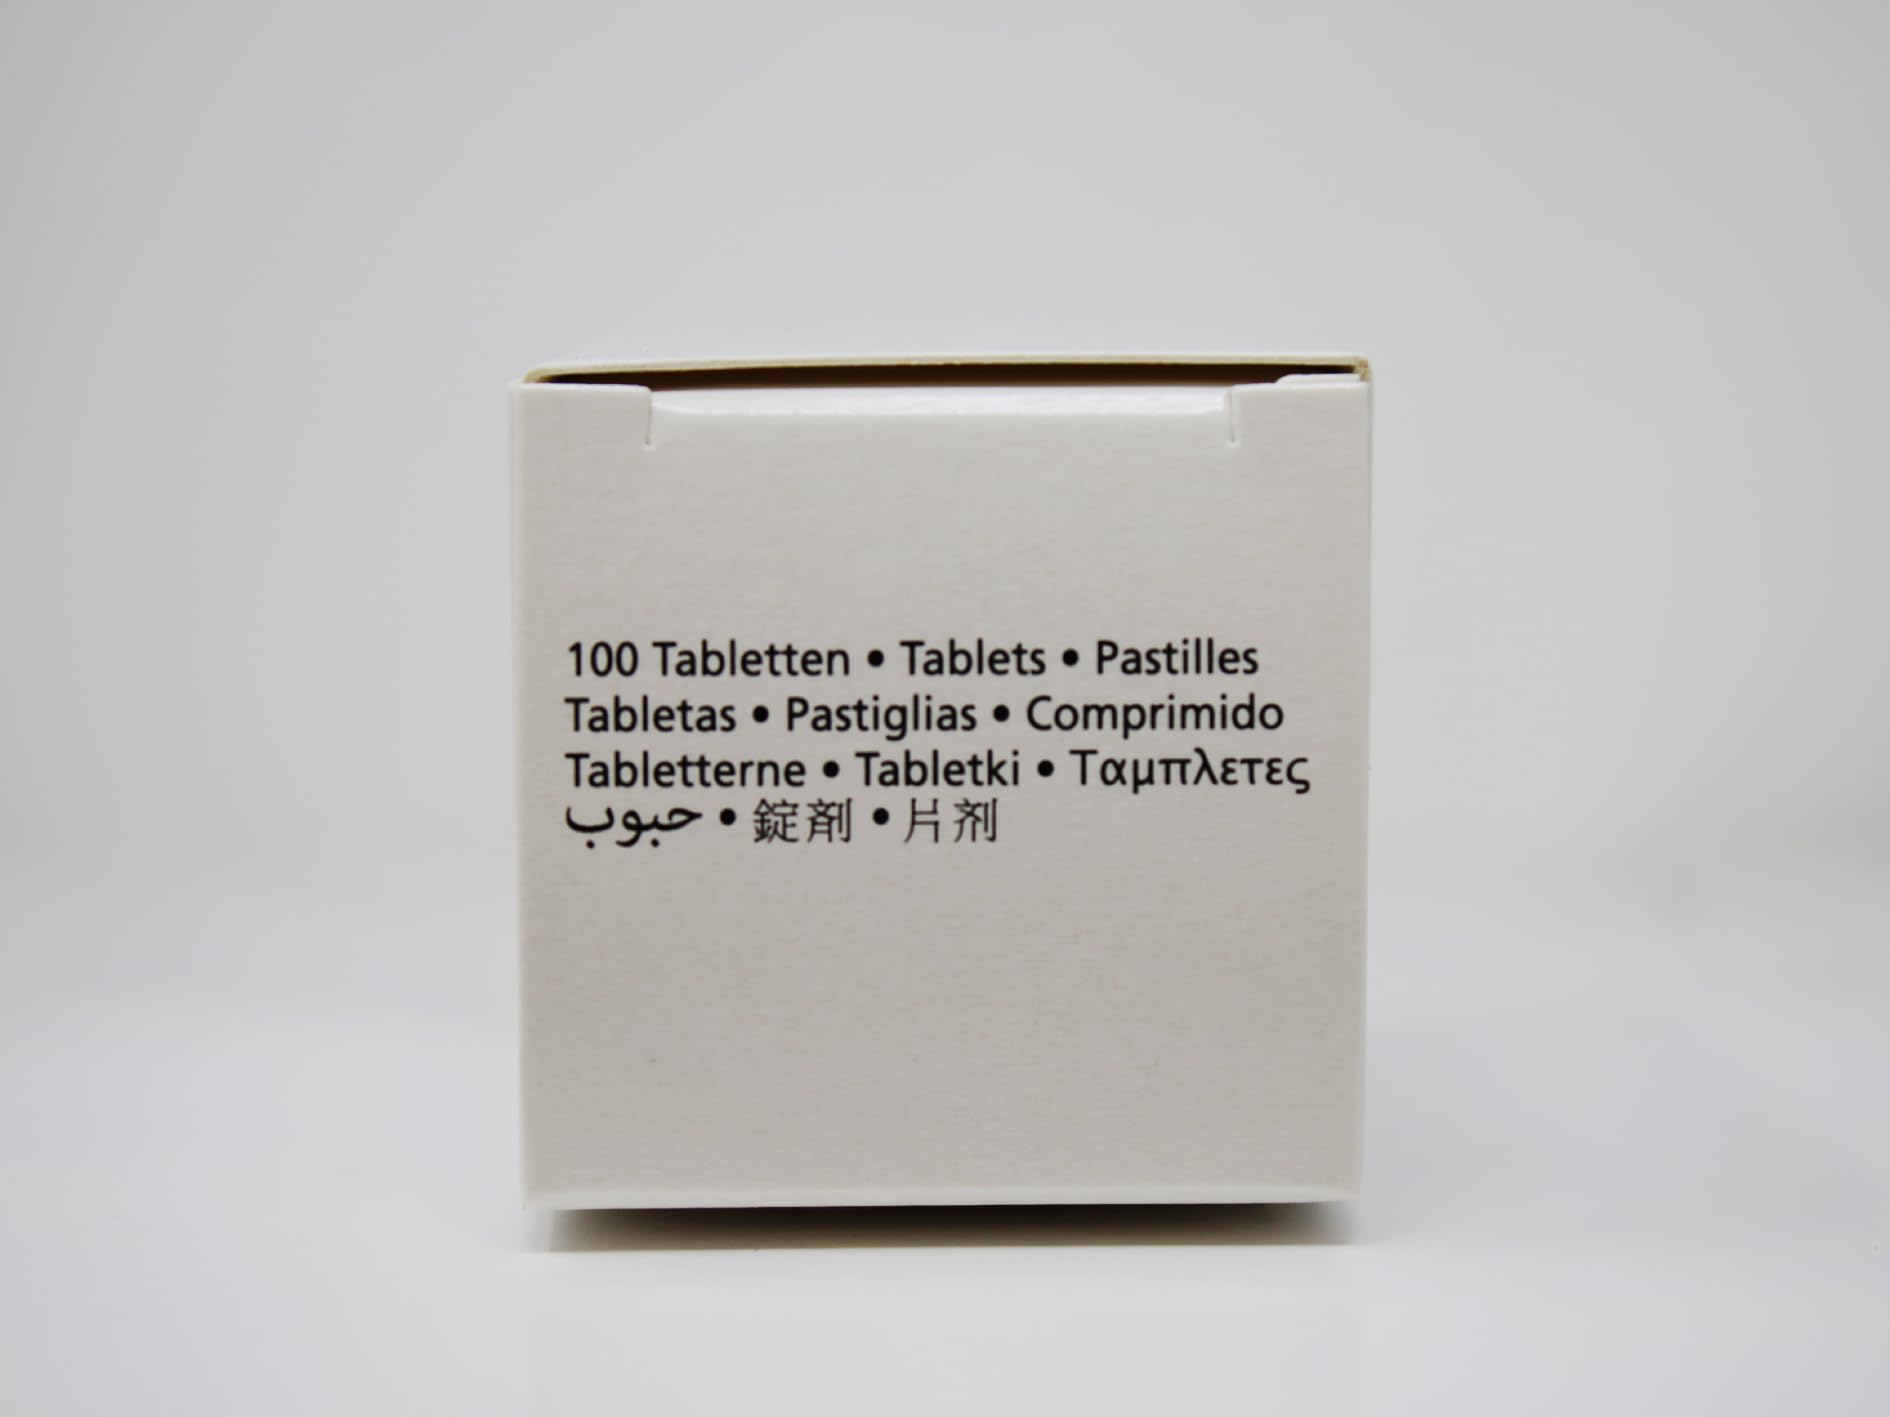 100 Tabletten • Tablets • Pastilles
Tabletas • Pastiglias • Comprimido
Tabletterne • Tabletki • Ταμπλετες
حبوب • 錠剤 • 片剂